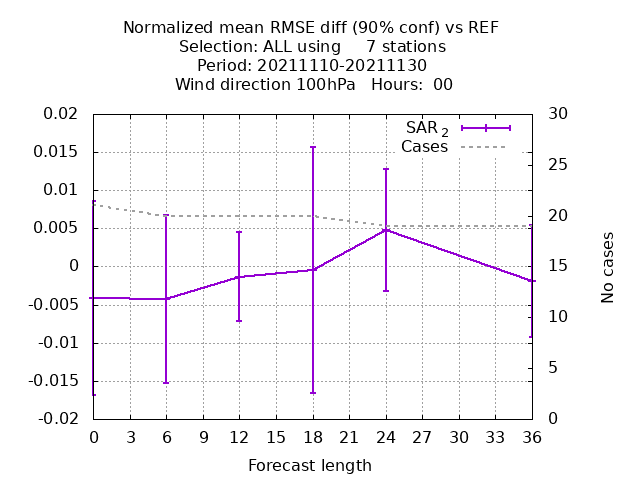 Normalized mean RMSE diff (90% conf) vs REF
Selection: ALL using     7 stations
Period: 20211110-20211130
Wind direction 100hPa   Hours:  00
0.02
0.015
0.01
0.005
0
-0.005
-0.01
-0.015
-0.02
30
25
20
15
10
5
0
SAR 2
Cases
No cases
0 3 6 9 12 15 18 21 24 27 30 33 36
Forecast length